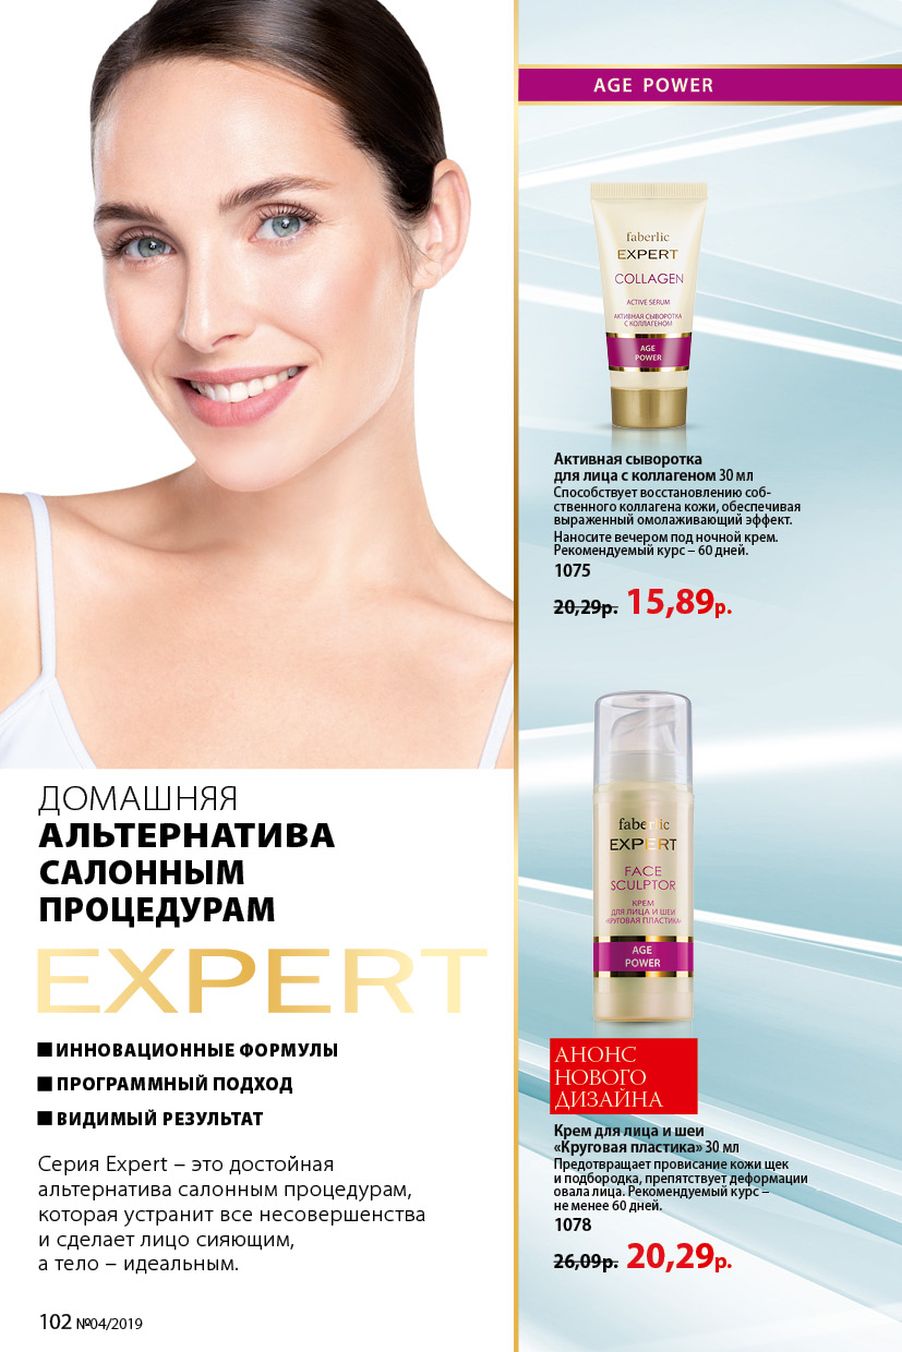 ДОМАШНЯЯ
АЛЬТЕРНАТИВА
САЛОННЫМ
ПРОЦЕДУРАМ
EXPERT
ИННОВАЦИОННЫЕ ФОРМУЛЫ
ПРОГРАММНЫЙ ПОДХОД
ВИДИМЫЙ РЕЗУЛЬТАТ
Серия Expert – это достойная
альтернатива салонным процедурам,
которая устранит все несовершенства
и сделает лицо сияющим,
а тело – идеальным.
102 №04/2019
AGE POWER
faberlic
EXPERT
COLLAGEN
ACTIVE SERUM
АКТИВНАЯ СЫВОРОТКА
С КОЛЛАГЕНОМ
AGE
POWER
Активная сыворотка
для лица с коллагеном 30 мл
Способствует восстановлению соб-
ственного коллагена кожи, обеспечивая
выраженный омолаживающий эффект.
Наносите вечером под ночной крем.
Рекомендуемый курс – 60 дней.
1075
20,29р. 15,89р.
faberlic
EXPERT
FACE
SCULPTOR
КРЕМ
ДЛЯ ЛИЦА И ШЕИ
«КРУГОВАЯ ПЛАСТИКА»
AGE
POWER
АНОНС
НОВОГО
ДИЗАЙНА
Крем для лица и шеи
«Круговая пластика» 30 мл
Предотвращает провисание кожи щек
и подбородка, препятствует деформации
овала лица. Рекомендуемый курс –
не менее 60 дней.
1078
26,09р. 20,29р.